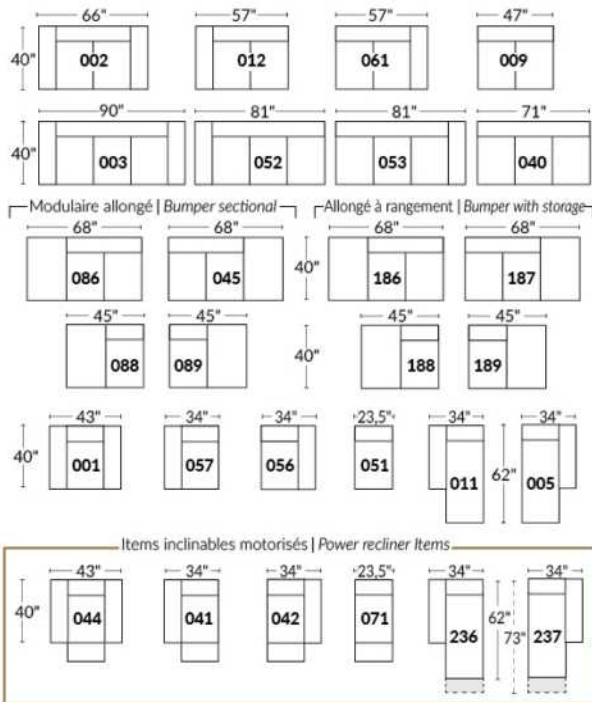 66" 57" 57" 47"
40" 002 012 061 009
90" 81" 81" 71"
40" 003 052 053 040
Modulaire allongé | Bumper sectional Allongé à rangement | Bumper with storage
68" 68" 68" 68"
086 045 40" 186 187
45" 45" 45" 45"
088 089 40" 188 189
43" 34" 34" 23,5" 34" 34"
40" 001 057 056 051 011 62" 005
Items inclinables motorisés | Power recliner Items
43" 34" 34" 23,5" 34" 34"
40" 044 041 042 071 236 62" 73" 237